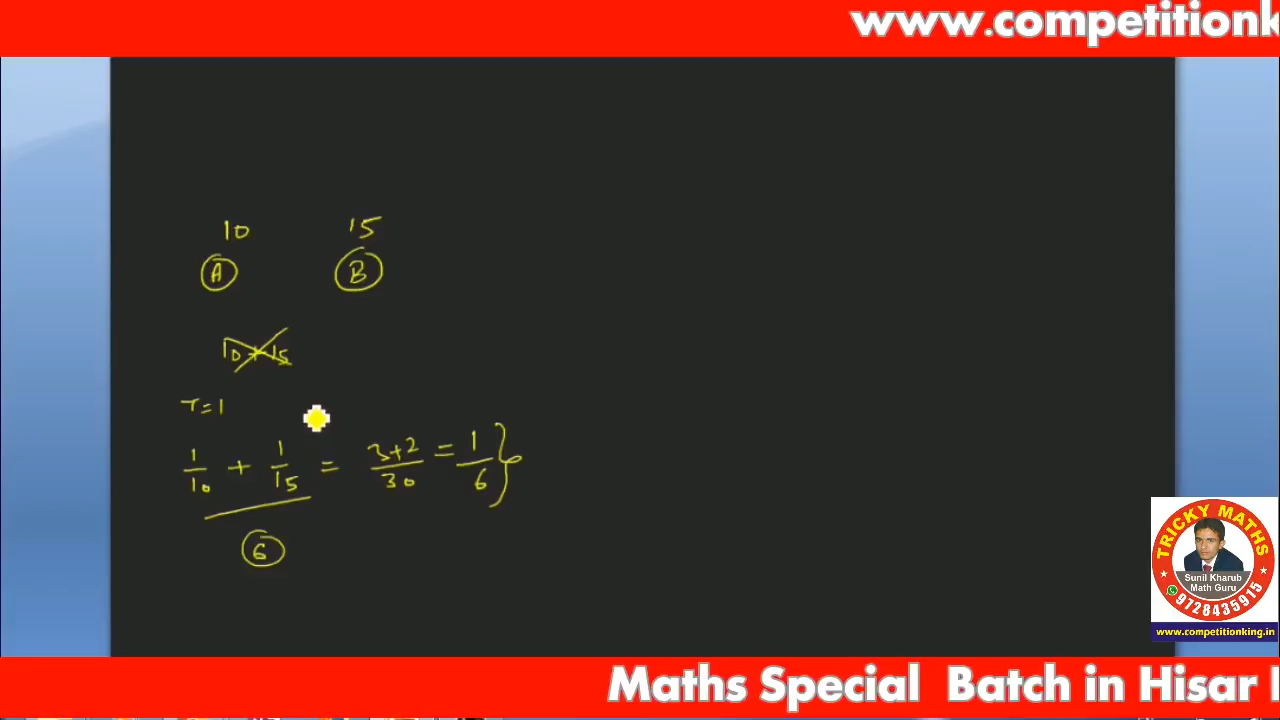 www.competitionk
10 15
A B
10 + 15
T = 1
1/10 + 1/15 = 3+2/30 = 1/6
6
TRICKY MATHS
Sunil Kharub
Math Guru
9728435915
www.competitionking.in
Maths Special Batch in Hisar